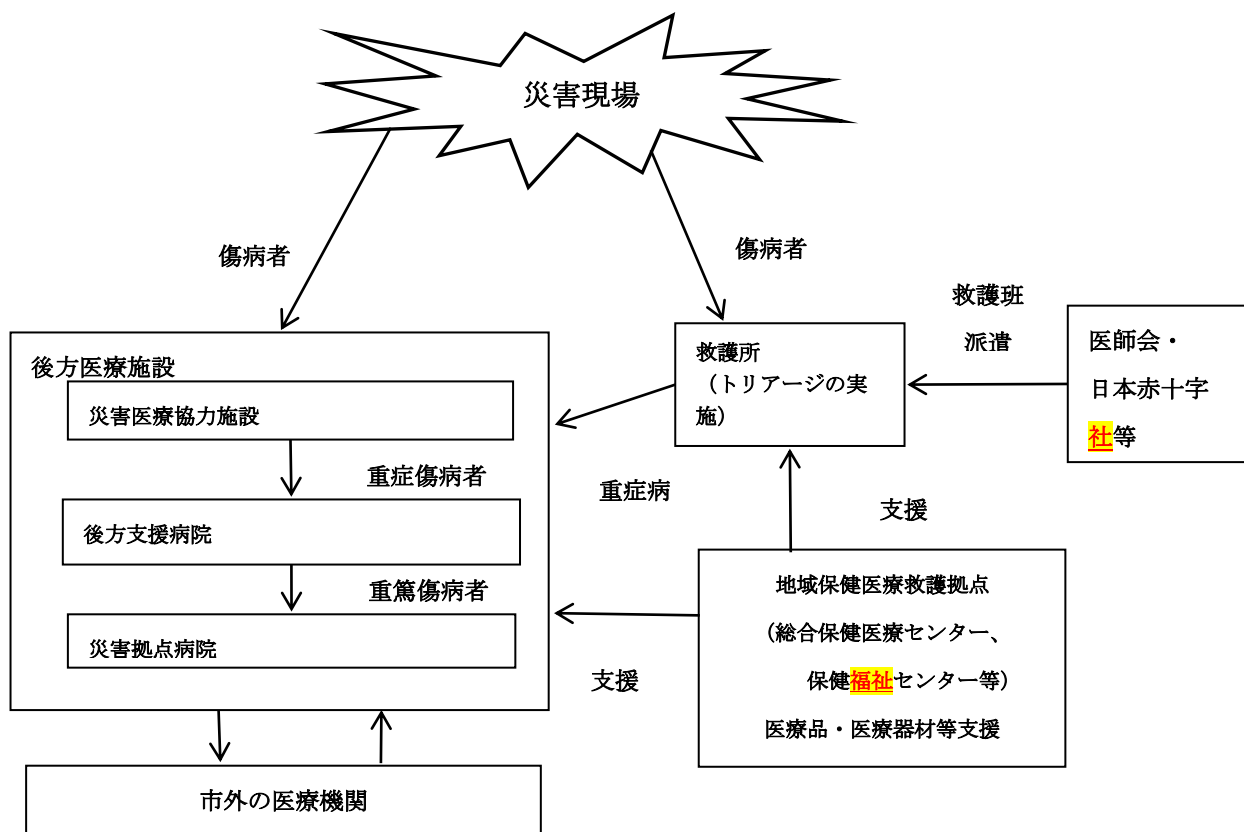 災害現場
傷病者
傷病者
救護班
派遣
医師会・
日本赤十字
社等
救護所
（トリアージの実
施）
後方医療施設
災害医療協力施設
重症傷病者
後方支援病院
重篤傷病者
災害拠点病院
重症病
支援
支援
地域保健医療救護拠点
（総合保健医療センター、
保健福祉センター等）
医療品・医療器材等支援
市外の医療機関